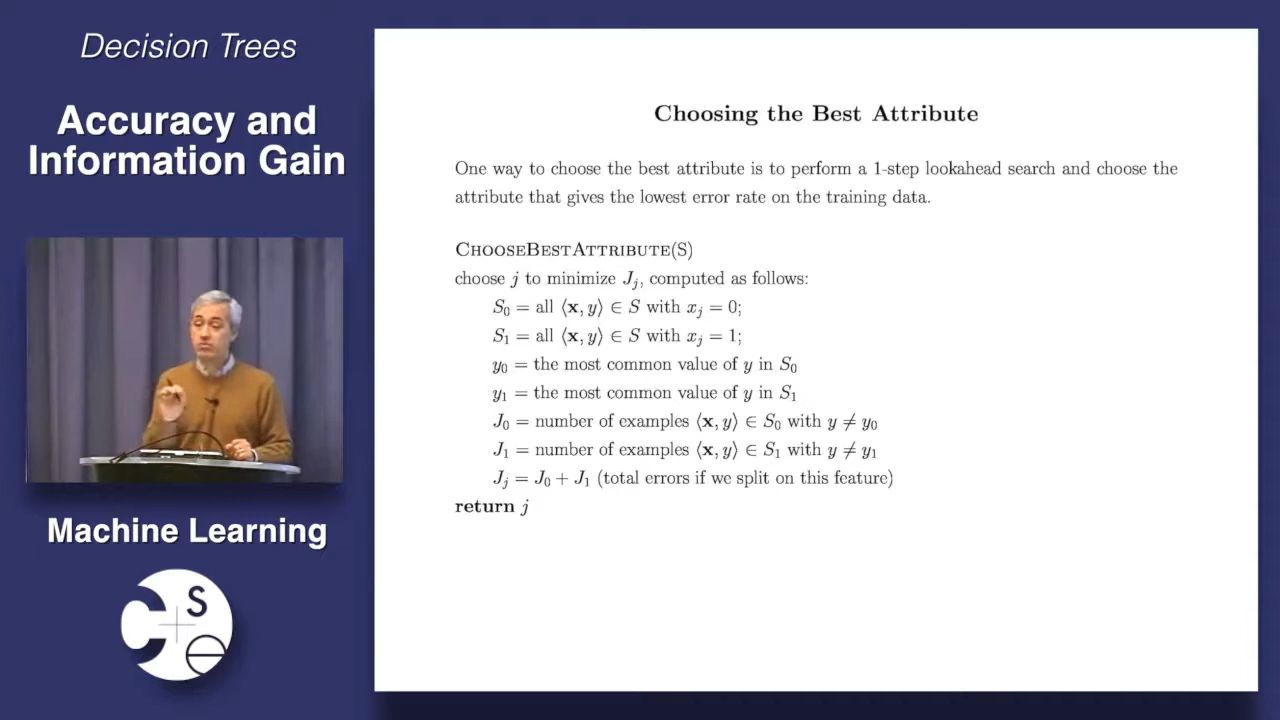 Decision Trees
Accuracy and
Information Gain
Machine Learning
C S e
Choosing the Best Attribute
One way to choose the best attribute is to perform a 1-step lookahead search and choose the
attribute that gives the lowest error rate on the training data.
CHOOSEBESTATTRIBUTE(S)
choose j to minimize J_j, computed as follows:
S₀ = all ⟨x, y⟩ ∈ S with x_j = 0;
S₁ = all ⟨x, y⟩ ∈ S with x_j = 1;
y₀ = the most common value of y in S₀
y₁ = the most common value of y in S₁
J₀ = number of examples ⟨x, y⟩ ∈ S₀ with y ≠ y₀
J₁ = number of examples ⟨x, y⟩ ∈ S₁ with y ≠ y₁
J_j = J₀ + J₁ (total errors if we split on this feature)
return j